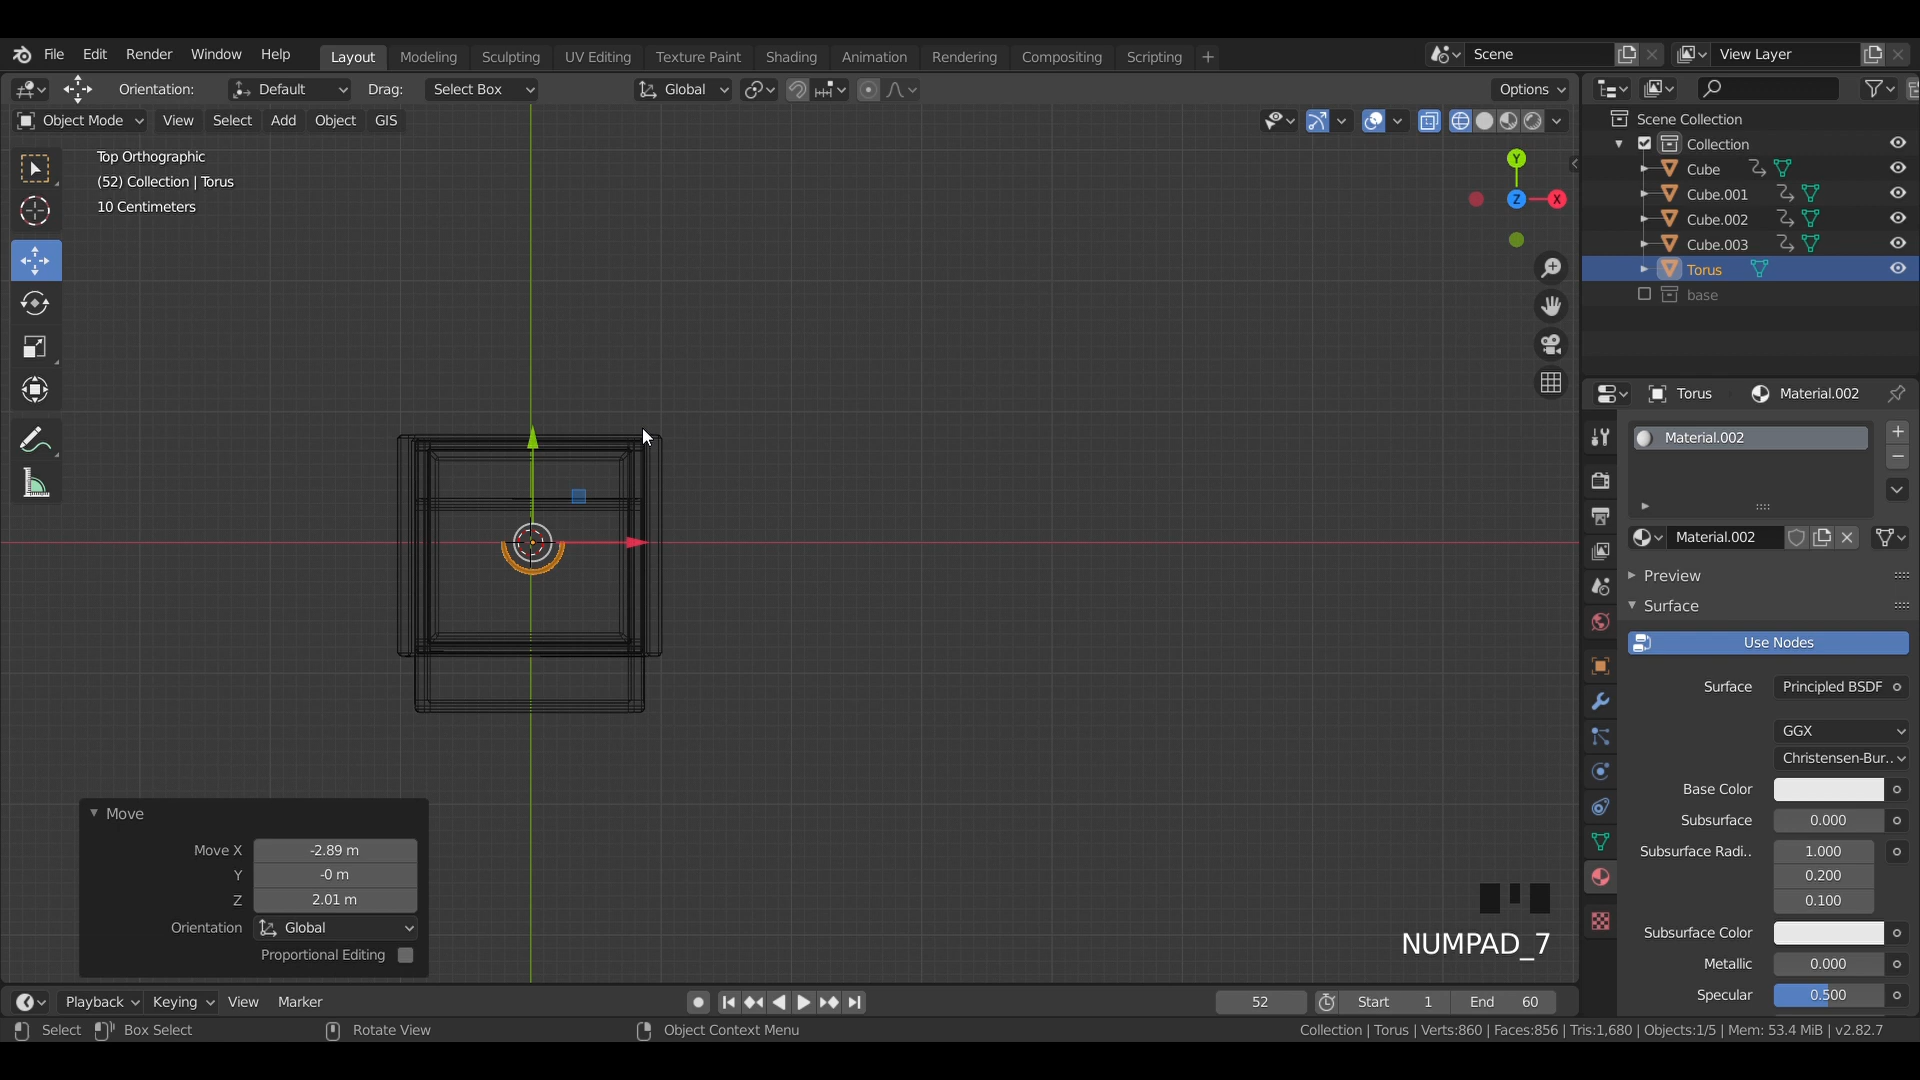 File Edit Render Window Help Layout Modeling Sculpting UV Editing Texture Paint Shading Animation Rendering Compositing Scripting + Scene View Layer
Orientation: Default Drag: Select Box Global Options
Object Mode View Select Add Object GIS
Top Orthographic
(52) Collection | Torus
10 Centimeters
Y
Z X
Scene Collection
Collection
Cube
Cube.001
Cube.002
Cube.003
Torus
base
Torus Material.002
Material.002
Material.002
Preview
Surface
Use Nodes
Surface Principled BSDF
GGX
Christensen-Bur..
Base Color
Subsurface 0.000
Subsurface Radi.. 1.000
0.200
0.100
Subsurface Color
Metallic 0.000
Specular 0.500
Move
Move X -2.89 m
Y -0 m
Z 2.01 m
Orientation Global
Proportional Editing
NUMPAD_7
Playback Keying View Marker 52 Start 1 End 60
Select Box Select Rotate View Object Context Menu Collection | Torus | Verts:860 | Faces:856 | Tris:1,680 | Objects:1/5 | Mem: 53.4 MiB | v2.82.7